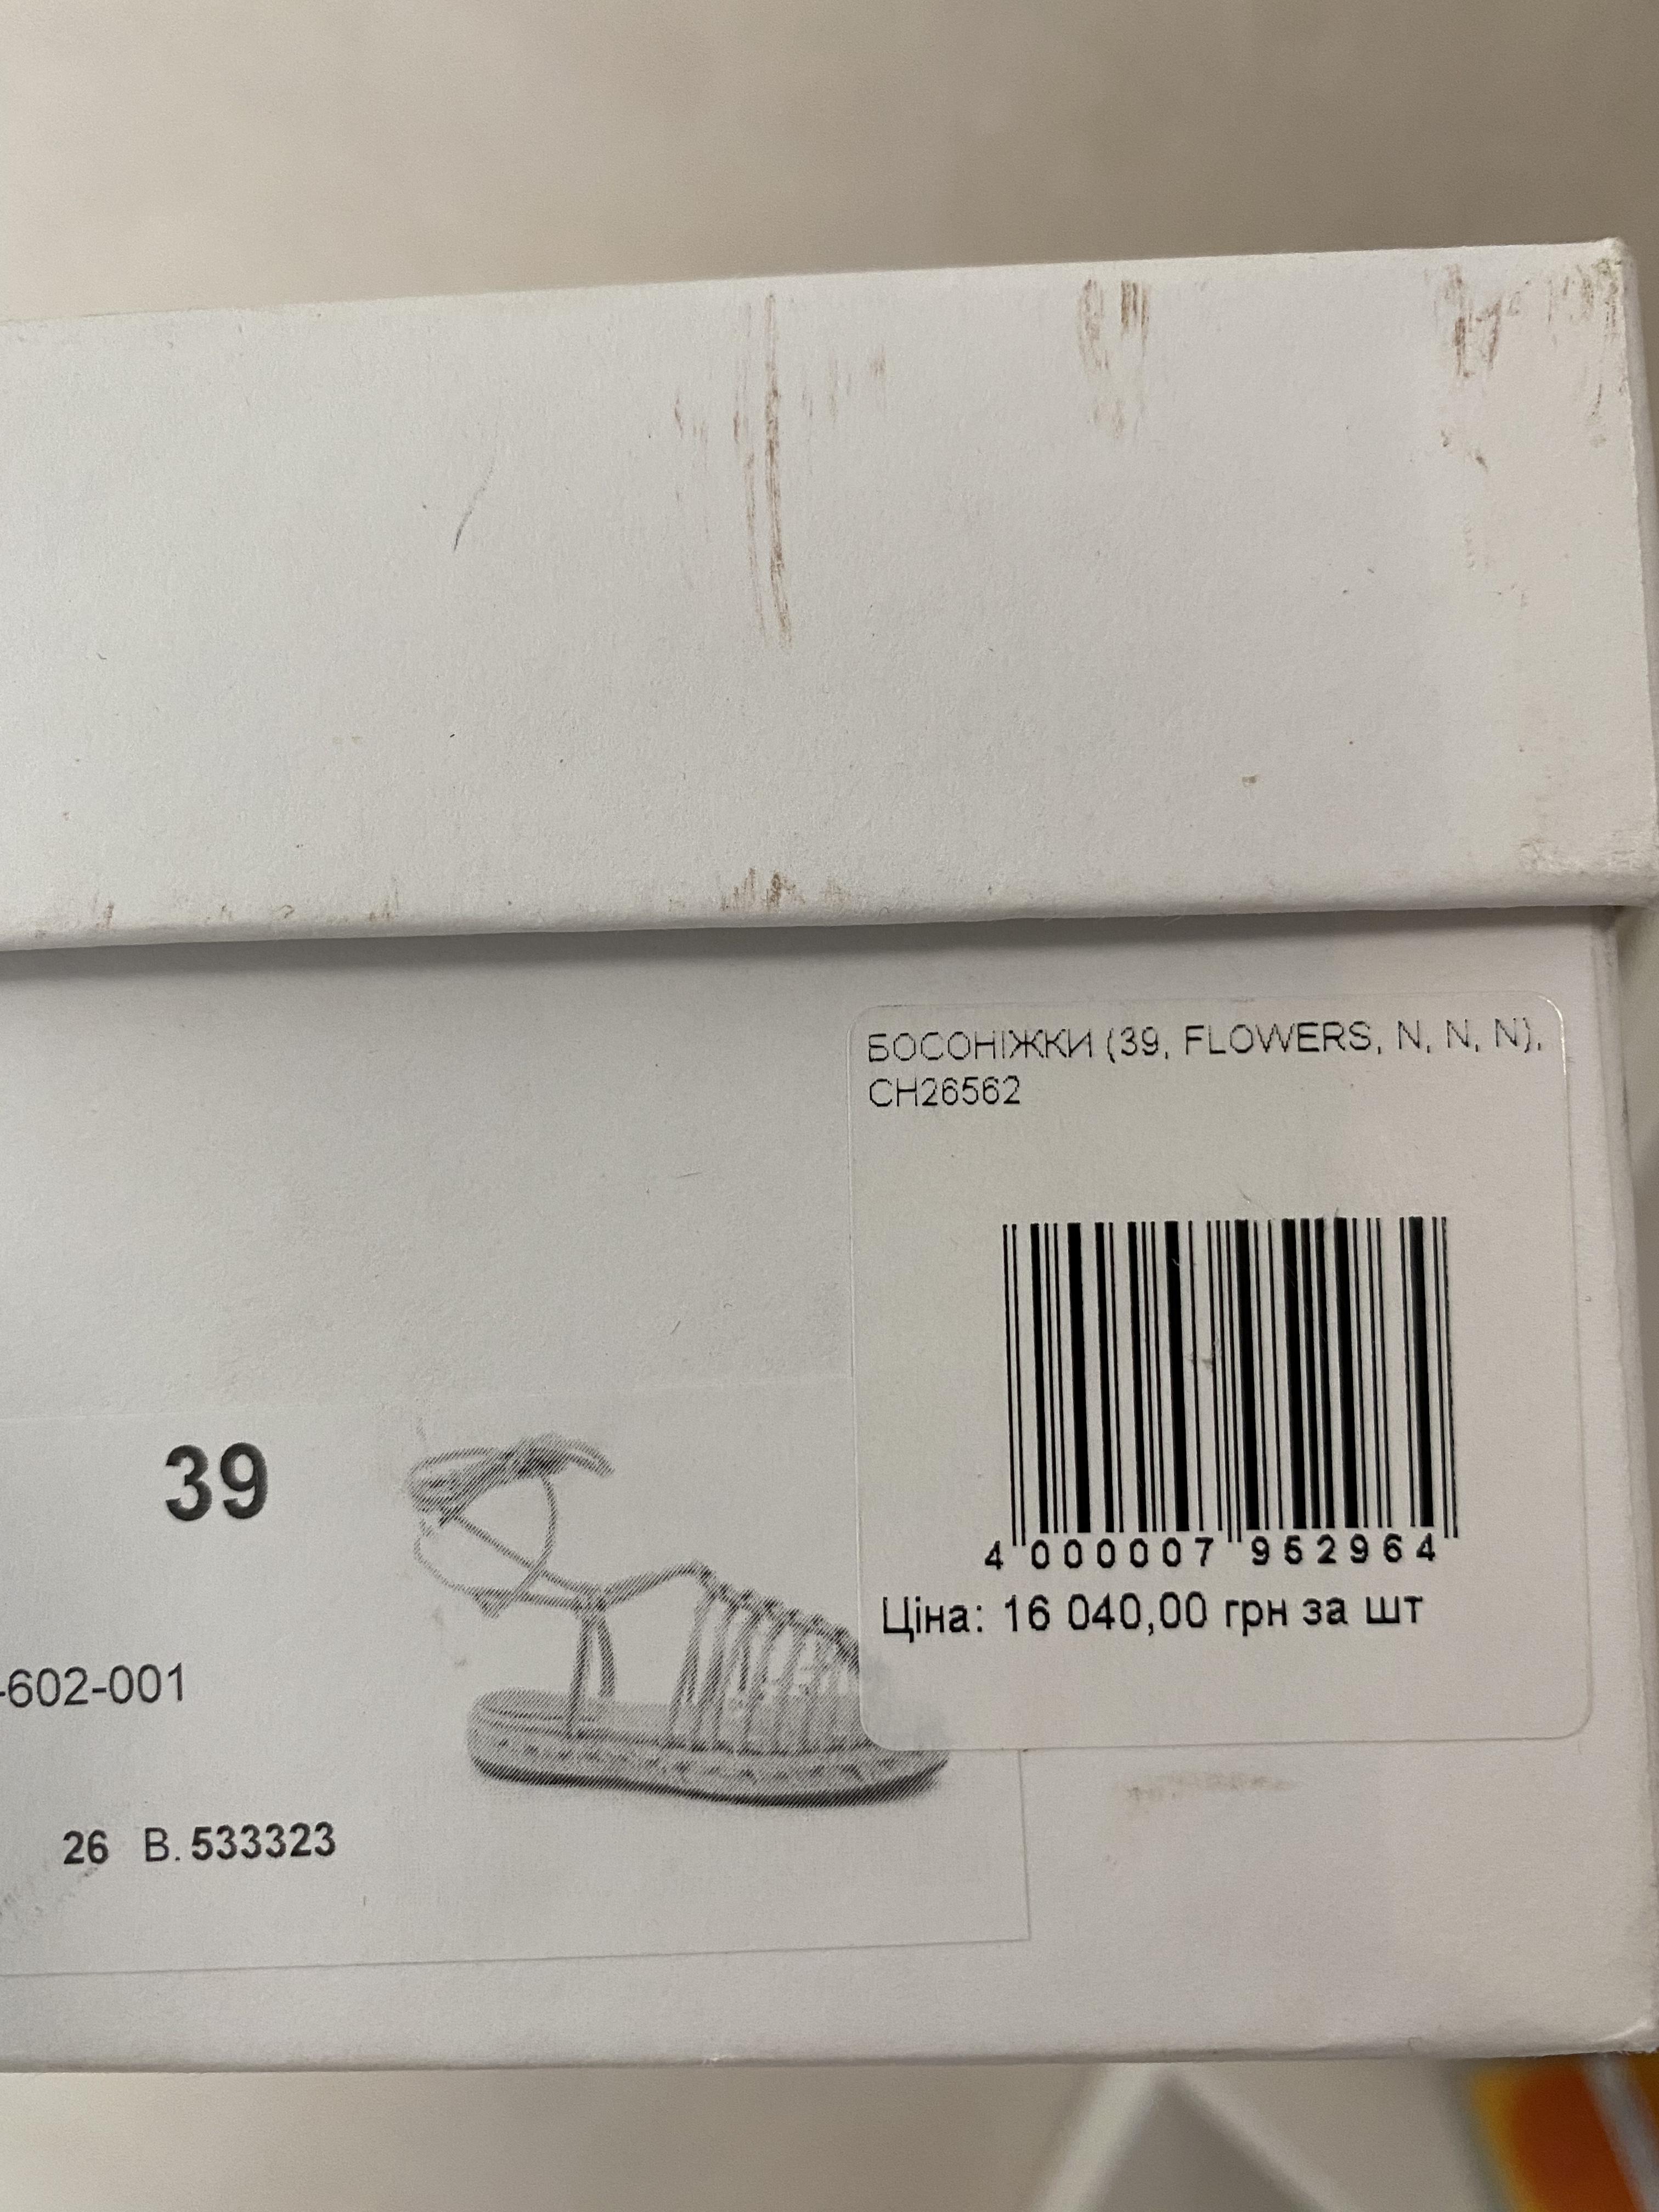 БОСОНІЖКИ (39, FLOWERS, N, N, N),
CH26562
4 000007 952964
Ціна: 16 040,00 грн за шт
39
-602-001
26 B. 533323